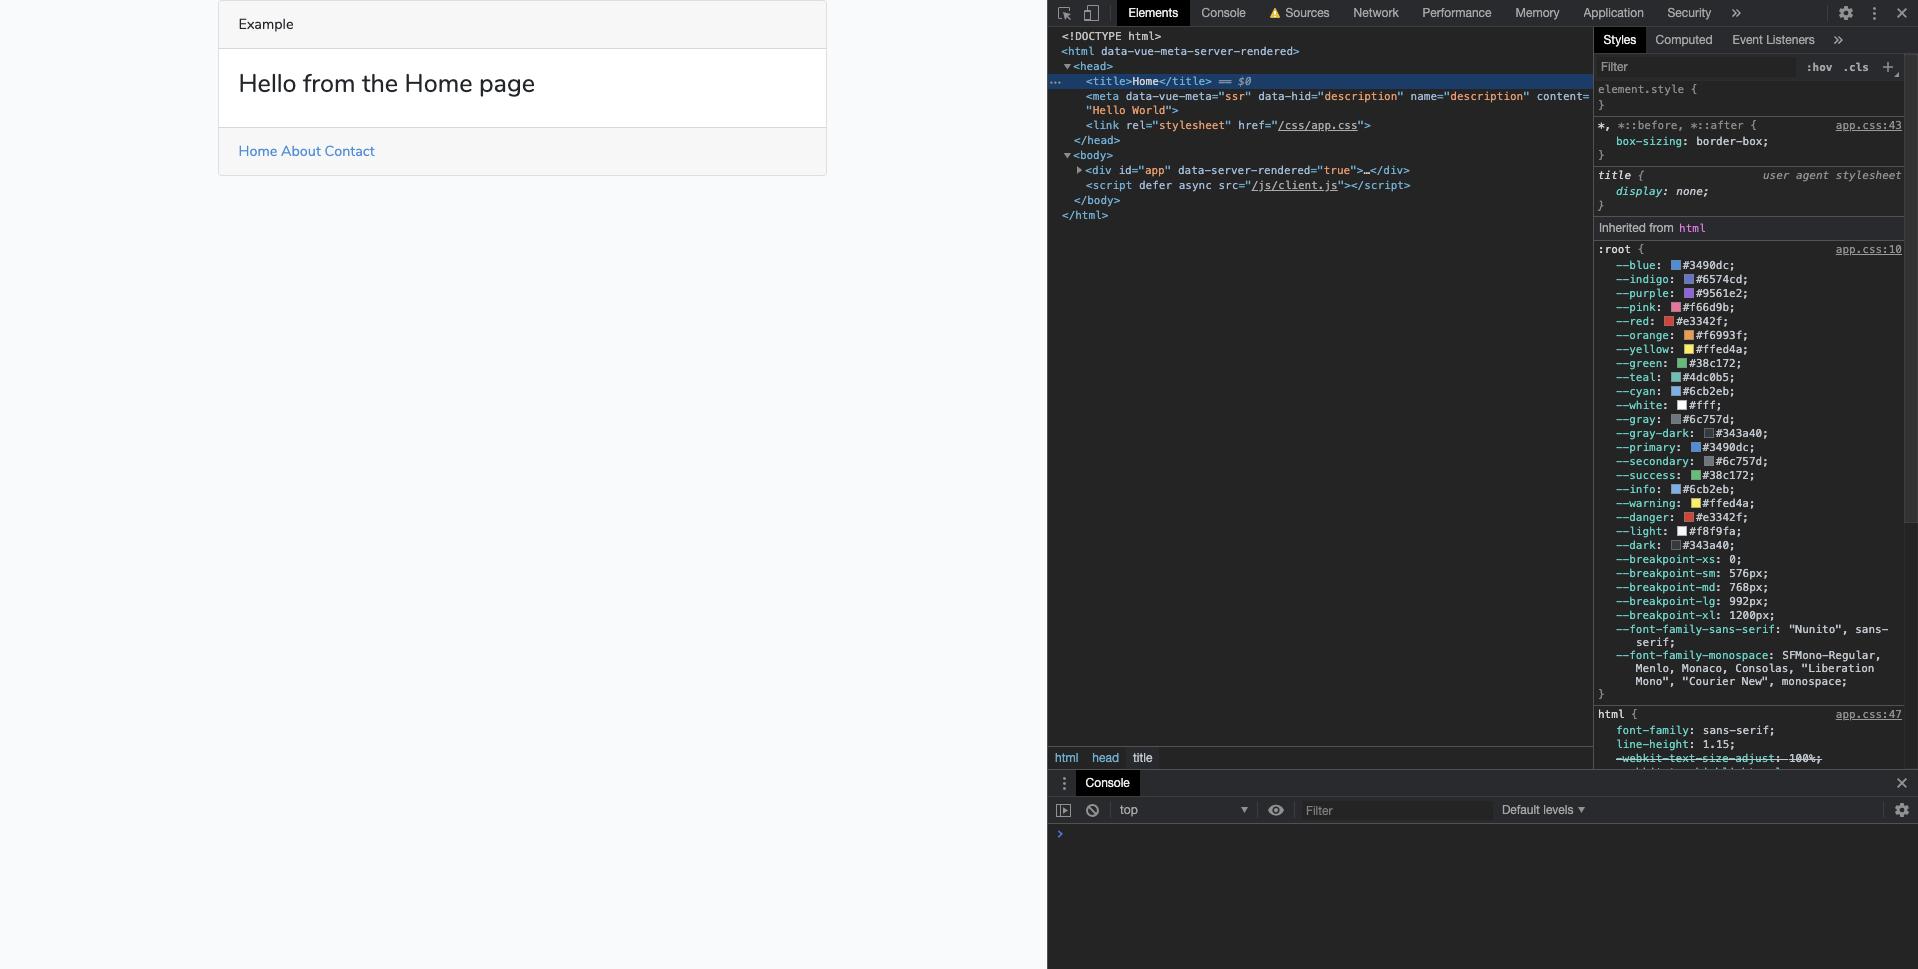 Example
Hello from the Home page
Home About Contact
Elements Console Sources Network Performance Memory Application Security »
<!DOCTYPE html>
<html data-vue-meta-server-rendered>
▼<head>
<title>Home</title> == $0
<meta data-vue-meta="ssr" data-hid="description" name="description" content=
"Hello World">
<link rel="stylesheet" href="/css/app.css">
</head>
▼<body>
▶<div id="app" data-server-rendered="true">…</div>
<script defer async src="/js/client.js"></script>
</body>
</html>
html head title
Styles Computed Event Listeners »
Filter :hov .cls +
element.style {
}
*, *::before, *::after { app.css:43
box-sizing: border-box;
}
title { user agent stylesheet
display: none;
}
Inherited from html
:root { app.css:10
--blue: #3490dc;
--indigo: #6574cd;
--purple: #9561e2;
--pink: #f66d9b;
--red: #e3342f;
--orange: #f6993f;
--yellow: #ffed4a;
--green: #38c172;
--teal: #4dc0b5;
--cyan: #6cb2eb;
--white: #fff;
--gray: #6c757d;
--gray-dark: #343a40;
--primary: #3490dc;
--secondary: #6c757d;
--success: #38c172;
--info: #6cb2eb;
--warning: #ffed4a;
--danger: #e3342f;
--light: #f8f9fa;
--dark: #343a40;
--breakpoint-xs: 0;
--breakpoint-sm: 576px;
--breakpoint-md: 768px;
--breakpoint-lg: 992px;
--breakpoint-xl: 1200px;
--font-family-sans-serif: "Nunito", sans-
serif;
--font-family-monospace: SFMono-Regular,
Menlo, Monaco, Consolas, "Liberation
Mono", "Courier New", monospace;
}
html { app.css:47
font-family: sans-serif;
line-height: 1.15;
-webkit-text-size-adjust: 100%;
Console
top ▼ Filter Default levels ▼